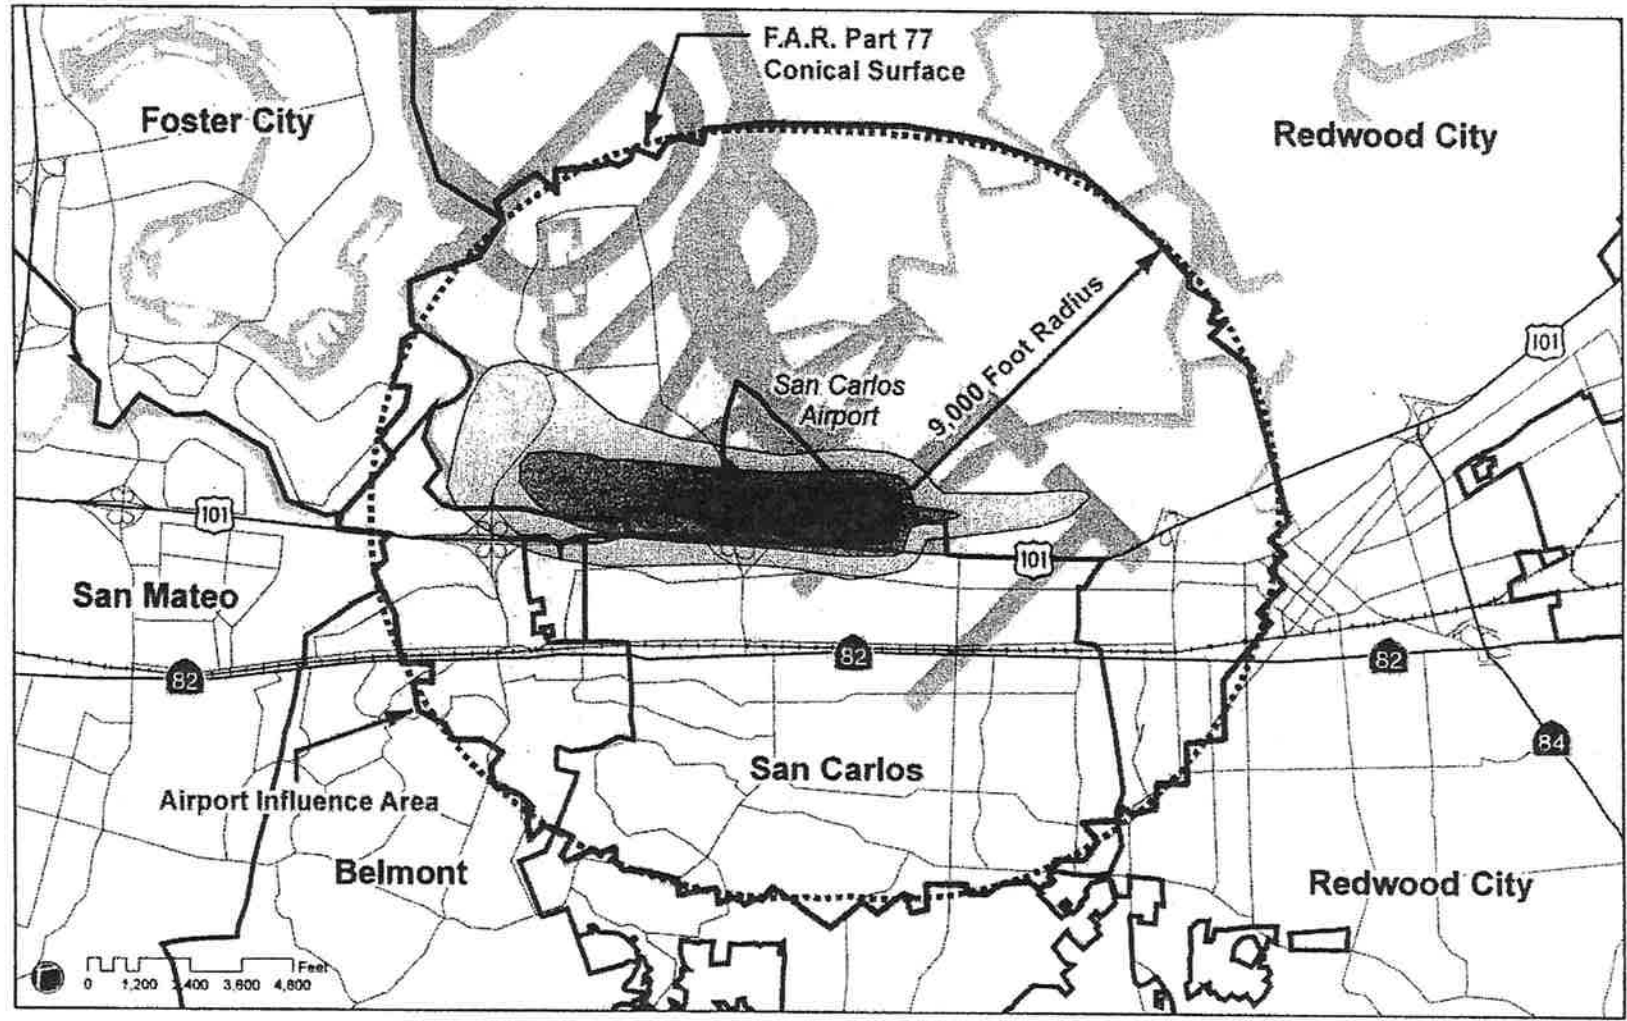 F.A.R. Part 77
Conical Surface
Foster City
Redwood City
101
9,000 Foot Radius
San Carlos
Airport
101
101
San Mateo
82
82
82
84
San Carlos
Airport Influence Area
Belmont
Redwood City
Feet
0 1,200 2,400 3,600 4,800